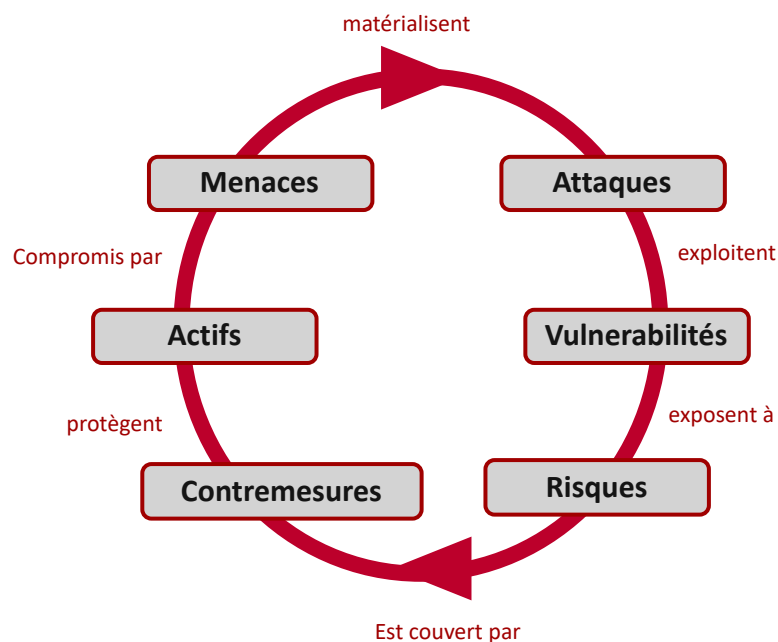 matérialisent
Menaces
Attaques
Compromis par
exploitent
Actifs
Vulnerabilités
protègent
exposent à
Contremesures
Risques
Est couvert par